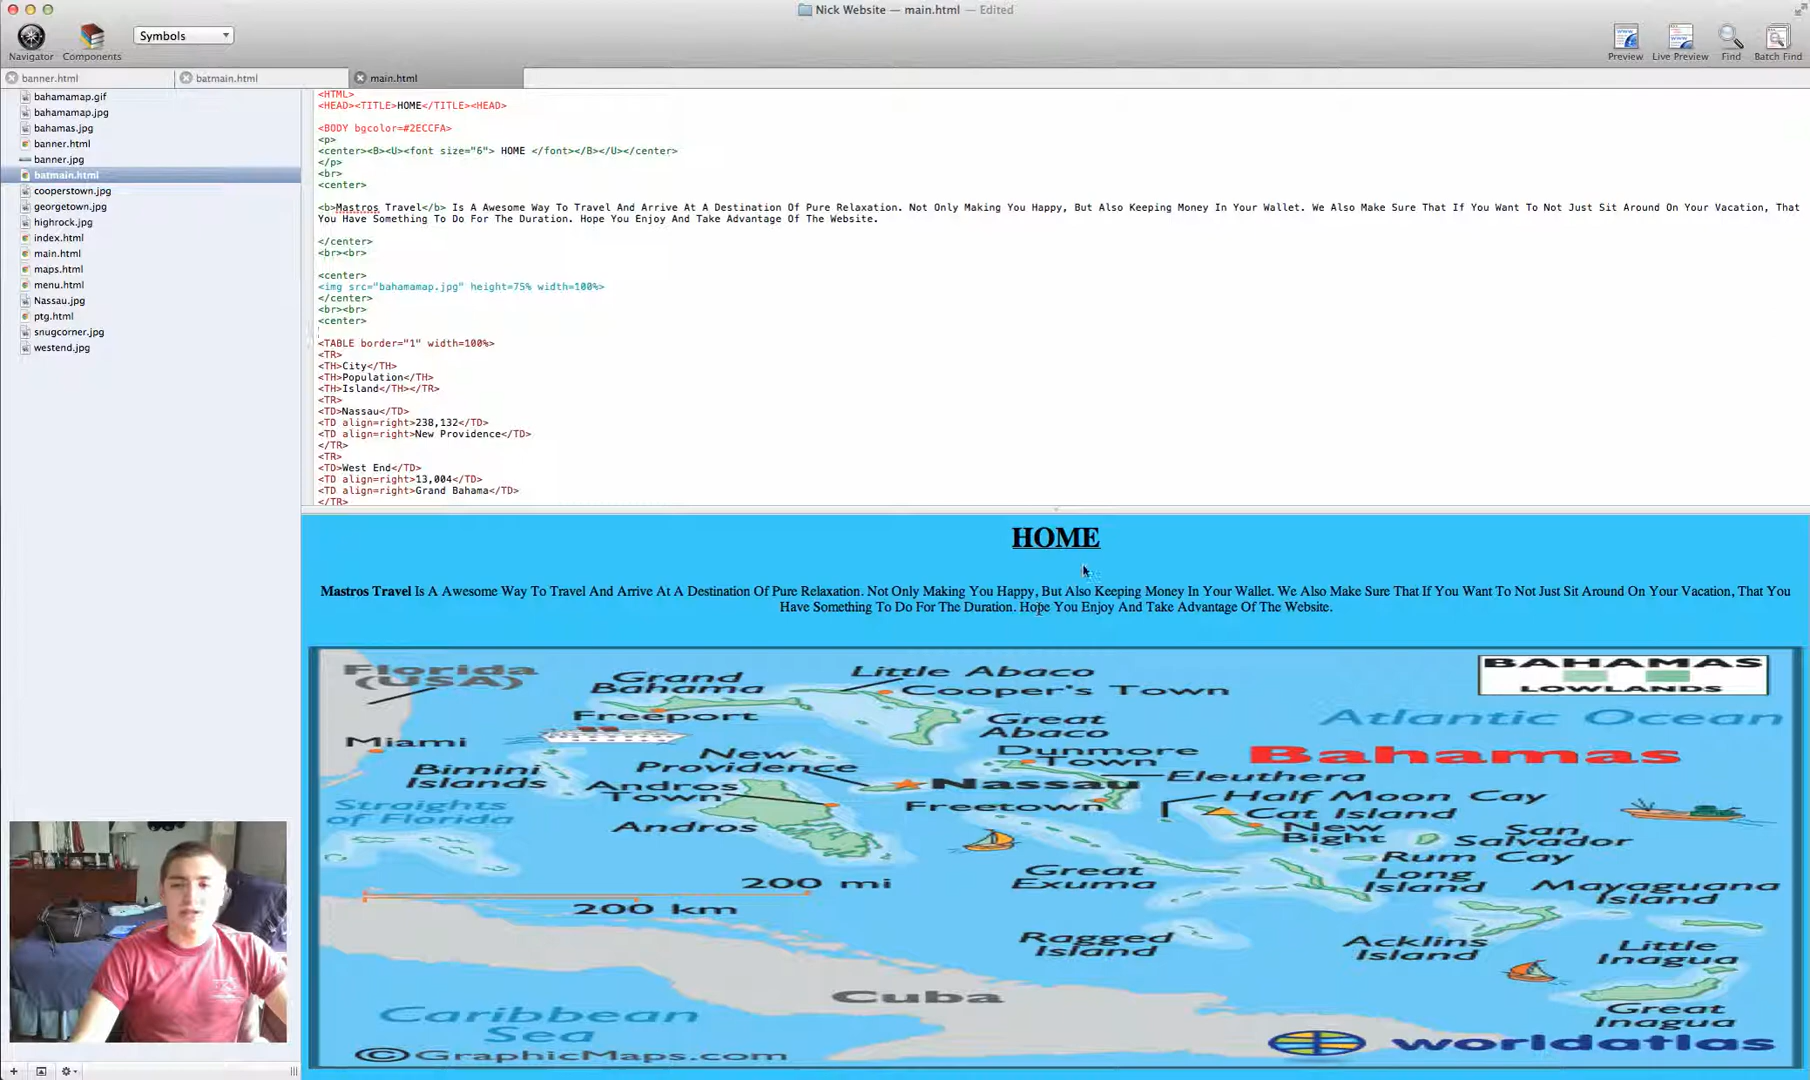 Nick Website — main.html — Edited
Navigator
Components
Symbols
Preview
Live Preview
Find
Batch Find
banner.html
batmain.html
main.html
bahamamap.gif
bahamamap.jpg
bahamas.jpg
banner.html
banner.jpg
batmain.html
cooperstown.jpg
georgetown.jpg
highrock.jpg
index.html
main.html
maps.html
menu.html
Nassau.jpg
ptg.html
snugcorner.jpg
westend.jpg
<HTML>
<HEAD><TITLE>HOME</TITLE><HEAD>
<BODY bgcolor=#2ECCFA>
<p>
<center><B><U><font size="6"> HOME </font></B></U></center>
</p>
<br>
<center>
<b>Mastros Travel</b> Is A Awesome Way To Travel And Arrive At A Destination Of Pure Relaxation. Not Only Making You Happy, But Also Keeping Money In Your Wallet. We Also Make Sure That If You Want To Not Just Sit Around On Your Vacation, That
You Have Something To Do For The Duration. Hope You Enjoy And Take Advantage Of The Website.
</center>
<br><br>
<center>
<img src="bahamamap.jpg" height=75% width=100%>
</center>
<br><br>
<center>
<TABLE border="1" width=100%>
<TR>
<TH>City</TH>
<TH>Population</TH>
<TH>Island</TH></TR>
<TR>
<TD>Nassau</TD>
<TD align=right>238,132</TD>
<TD align=right>New Providence</TD>
</TR>
<TR>
<TD>West End</TD>
<TD align=right>13,004</TD>
<TD align=right>Grand Bahama</TD>
</TR>
HOME
Mastros Travel Is A Awesome Way To Travel And Arrive At A Destination Of Pure Relaxation. Not Only Making You Happy, But Also Keeping Money In Your Wallet. We Also Make Sure That If You Want To Not Just Sit Around On Your Vacation, That You
Have Something To Do For The Duration. Hope You Enjoy And Take Advantage Of The Website.
Florida
(USA)
Grand
Bahama
Little Abaco
Cooper's Town
BAHAMAS
LOWLANDS
Freeport
Great
Abaco
Atlantic Ocean
Miami
New
Providence
Dunmore
Town
Bahamas
Bimini
Islands
Andros
Town
Nassau
Eleuthera
Straights
of Florida
Freetown
Half Moon Cay
Cat Island
Andros
New
Bight
San
Salvador
Rum Cay
200 mi
Great
Exuma
Long
Island
Mayaguana
Island
200 km
Ragged
Island
Acklins
Island
Little
Inagua
Cuba
Great
Inagua
Caribbean
Sea
©GraphicMaps.com
worldatlas